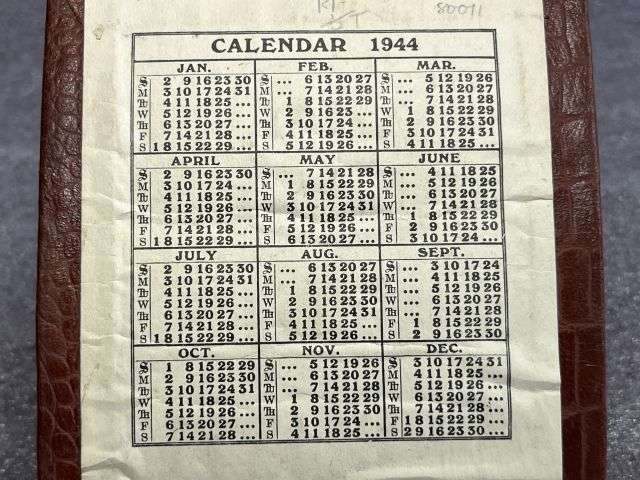 80011
CALENDAR 1944
JAN.
S 2 9 16 23 30
M 3 10 17 24 31
Tu 4 11 18 25 ...
W 5 12 19 26 ...
Th 6 13 20 27 ...
F 7 14 21 28 ...
S 1 8 15 22 29 ...
FEB.
S ... 6 13 20 27
M ... 7 14 21 28
Tu 1 8 15 22 29
W 2 9 16 23 ...
Th 3 10 17 24 ...
F 4 11 18 25 ...
S 5 12 19 26 ...
MAR.
S ... 5 12 19 26
M ... 6 13 20 27
Tu ... 7 14 21 28
W 1 8 15 22 29
Th 2 9 16 23 30
F 3 10 17 24 31
S 4 11 18 25 ...
APRIL
S 2 9 16 23 30
M 3 10 17 24 ...
Tu 4 11 18 25 ...
W 5 12 19 26 ...
Th 6 13 20 27 ...
F 7 14 21 28 ...
S 1 8 15 22 29 ...
MAY
S ... 7 14 21 28
M 1 8 15 22 29
Tu 2 9 16 23 30
W 3 10 17 24 31
Th 4 11 18 25 ...
F 5 12 19 26 ...
S 6 13 20 27 ...
JUNE
S ... 4 11 18 25
M ... 5 12 19 26
Tu ... 6 13 20 27
W ... 7 14 21 28
Th 1 8 15 22 29
F 2 9 16 23 30
S 3 10 17 24 ...
JULY
S 2 9 16 23 30
M 3 10 17 24 31
Tu 4 11 18 25 ...
W 5 12 19 26 ...
Th 6 13 20 27 ...
F 7 14 21 28 ...
S 1 8 15 22 29 ...
AUG.
S ... 6 13 20 27
M ... 7 14 21 28
Tu 1 8 15 22 29
W 2 9 16 23 30
Th 3 10 17 24 31
F 4 11 18 25 ...
S 5 12 19 26 ...
SEPT.
S ... 3 10 17 24
M ... 4 11 18 25
Tu ... 5 12 19 26
W ... 6 13 20 27
Th ... 7 14 21 28
F 1 8 15 22 29
S 2 9 16 23 30
OCT.
S 1 8 15 22 29
M 2 9 16 23 30
Tu 3 10 17 24 31
W 4 11 18 25 ...
Th 5 12 19 26 ...
F 6 13 20 27 ...
S 7 14 21 28 ...
NOV.
S ... 5 12 19 26
M ... 6 13 20 27
Tu ... 7 14 21 28
W 1 8 15 22 29
Th 2 9 16 23 30
F 3 10 17 24 ...
S 4 11 18 25 ...
DEC.
S 3 10 17 24 31
M 4 11 18 25 ...
Tu 5 12 19 26 ...
W 6 13 20 27 ...
Th 7 14 21 28 ...
F 1 8 15 22 29 ...
S 2 9 16 23 30 ...